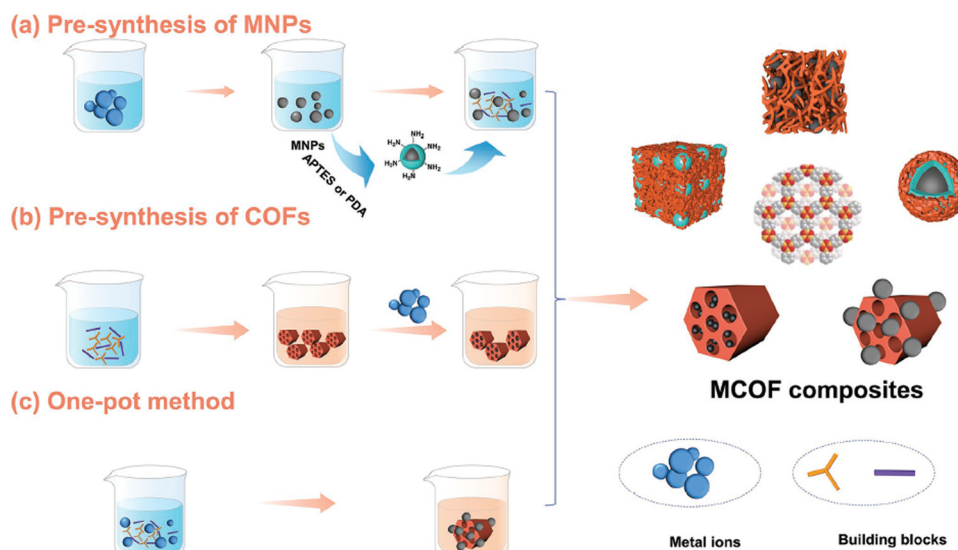 (a) Pre-synthesis of MNPs
MNPs
APTES or PDA
NH₂
H₂N
NH₂
H₂N
NH₂
H₂N
(b) Pre-synthesis of COFs
(c) One-pot method
MCOF composites
Metal ions
Building blocks